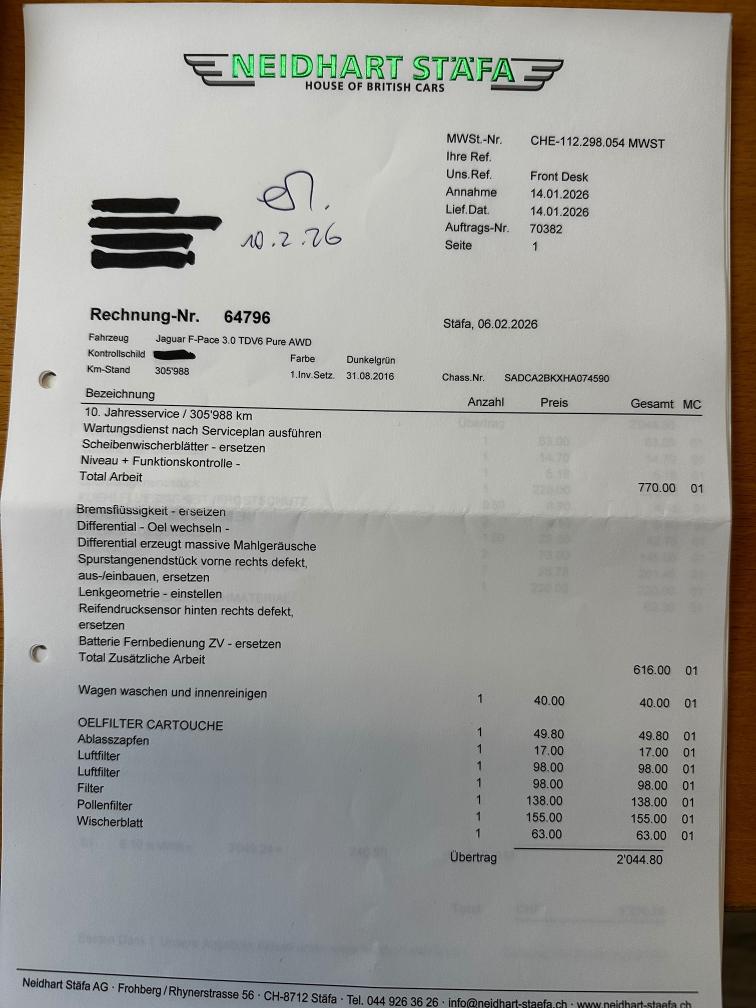 NEIDHART STÄFA
HOUSE OF BRITISH CARS
MWSt.-Nr. CHE-112.298.054 MWST
Ihre Ref.
Uns.Ref. Front Desk
Annahme 14.01.2026
Lief.Dat. 14.01.2026
Auftrags-Nr. 70382
Seite 1
10.2.26
Rechnung-Nr. 64796
Stäfa, 06.02.2026
Fahrzeug Jaguar F-Pace 3.0 TDV6 Pure AWD
Kontrollschild Farbe Dunkelgrün
Km-Stand 305'988 1.Inv.Setz. 31.08.2016 Chass.Nr. SADCA2BKXHA074590
Bezeichnung Anzahl Preis Gesamt MC
10. Jahresservice / 305'988 km
Wartungsdienst nach Serviceplan ausführen
Scheibenwischerblätter - ersetzen
Niveau + Funktionskontrolle -
Total Arbeit 770.00 01
Bremsflüssigkeit - ersetzen
Differential - Oel wechseln -
Differential erzeugt massive Mahlgeräusche
Spurstangenendstück vorne rechts defekt,
aus-/einbauen, ersetzen
Lenkgeometrie - einstellen
Reifendrucksensor hinten rechts defekt,
ersetzen
Batterie Fernbedienung ZV - ersetzen
Total Zusätzliche Arbeit 616.00 01
Wagen waschen und innenreinigen 1 40.00 40.00 01
OELFILTER CARTOUCHE 1 49.80 49.80 01
Ablasszapfen 1 17.00 17.00 01
Luftfilter 1 98.00 98.00 01
Luftfilter 1 98.00 98.00 01
Filter 1 138.00 138.00 01
Pollenfilter 1 155.00 155.00 01
Wischerblatt 1 63.00 63.00 01
Übertrag 2'044.80
Neidhart Stäfa AG · Frohberg / Rhynerstrasse 56 · CH-8712 Stäfa · Tel. 044 926 36 26 · info@neidhart-staefa.ch · www.neidhart-staefa.ch